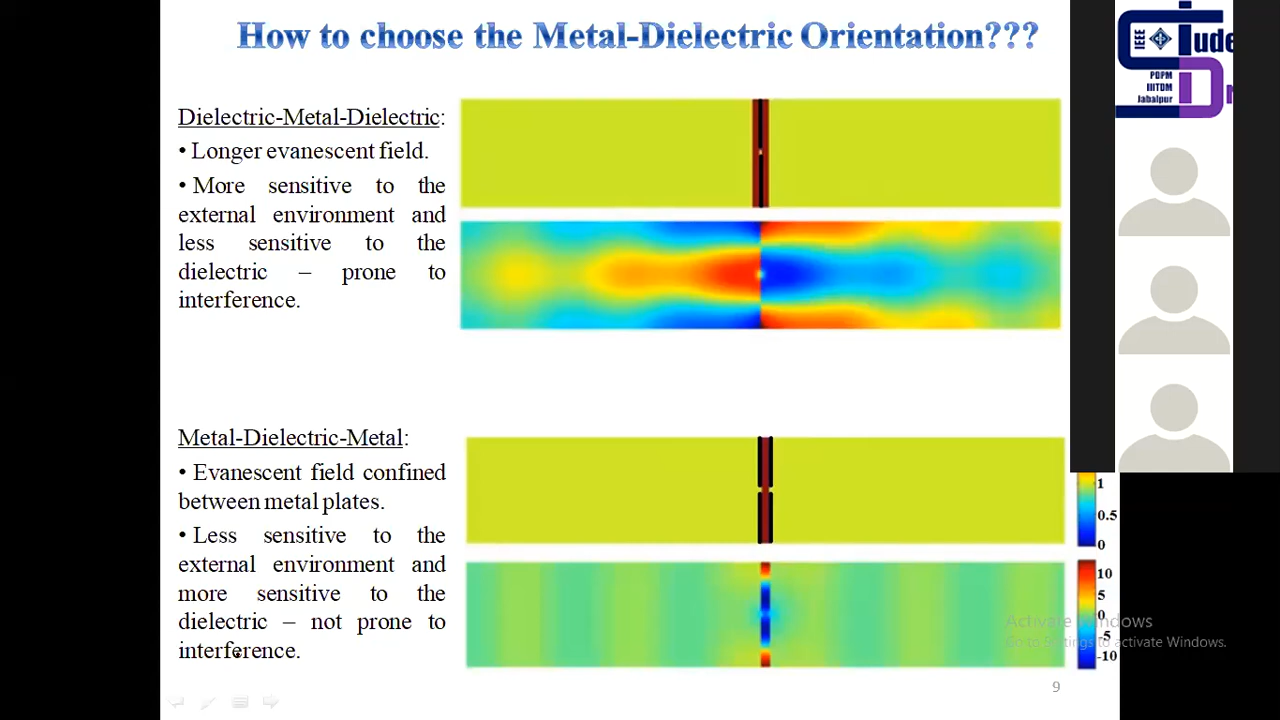 How to choose the Metal-Dielectric Orientation???
Dielectric-Metal-Dielectric:
• Longer evanescent field.
• More sensitive to the
external environment and
less sensitive to the
dielectric – prone to
interference.
Metal-Dielectric-Metal:
• Evanescent field confined
between metal plates.
• Less sensitive to the
external environment and
more sensitive to the
dielectric – not prone to
interference.
IEEE
tude
PDPM
IIITDM
Jabalpur
1
0.5
0
10
5
0
-5
-10
Activate Windows
Go to Settings to activate Windows.
9